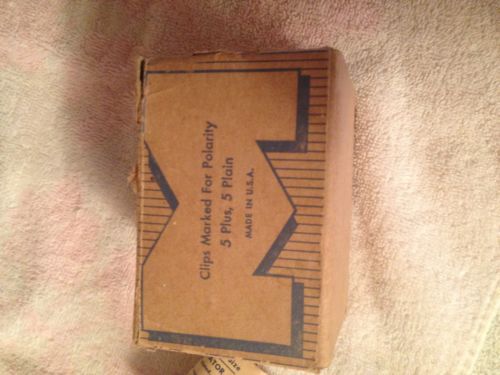 Clips Marked For Polarity
5 Plus, 5 Plain
MADE IN U.S.A.